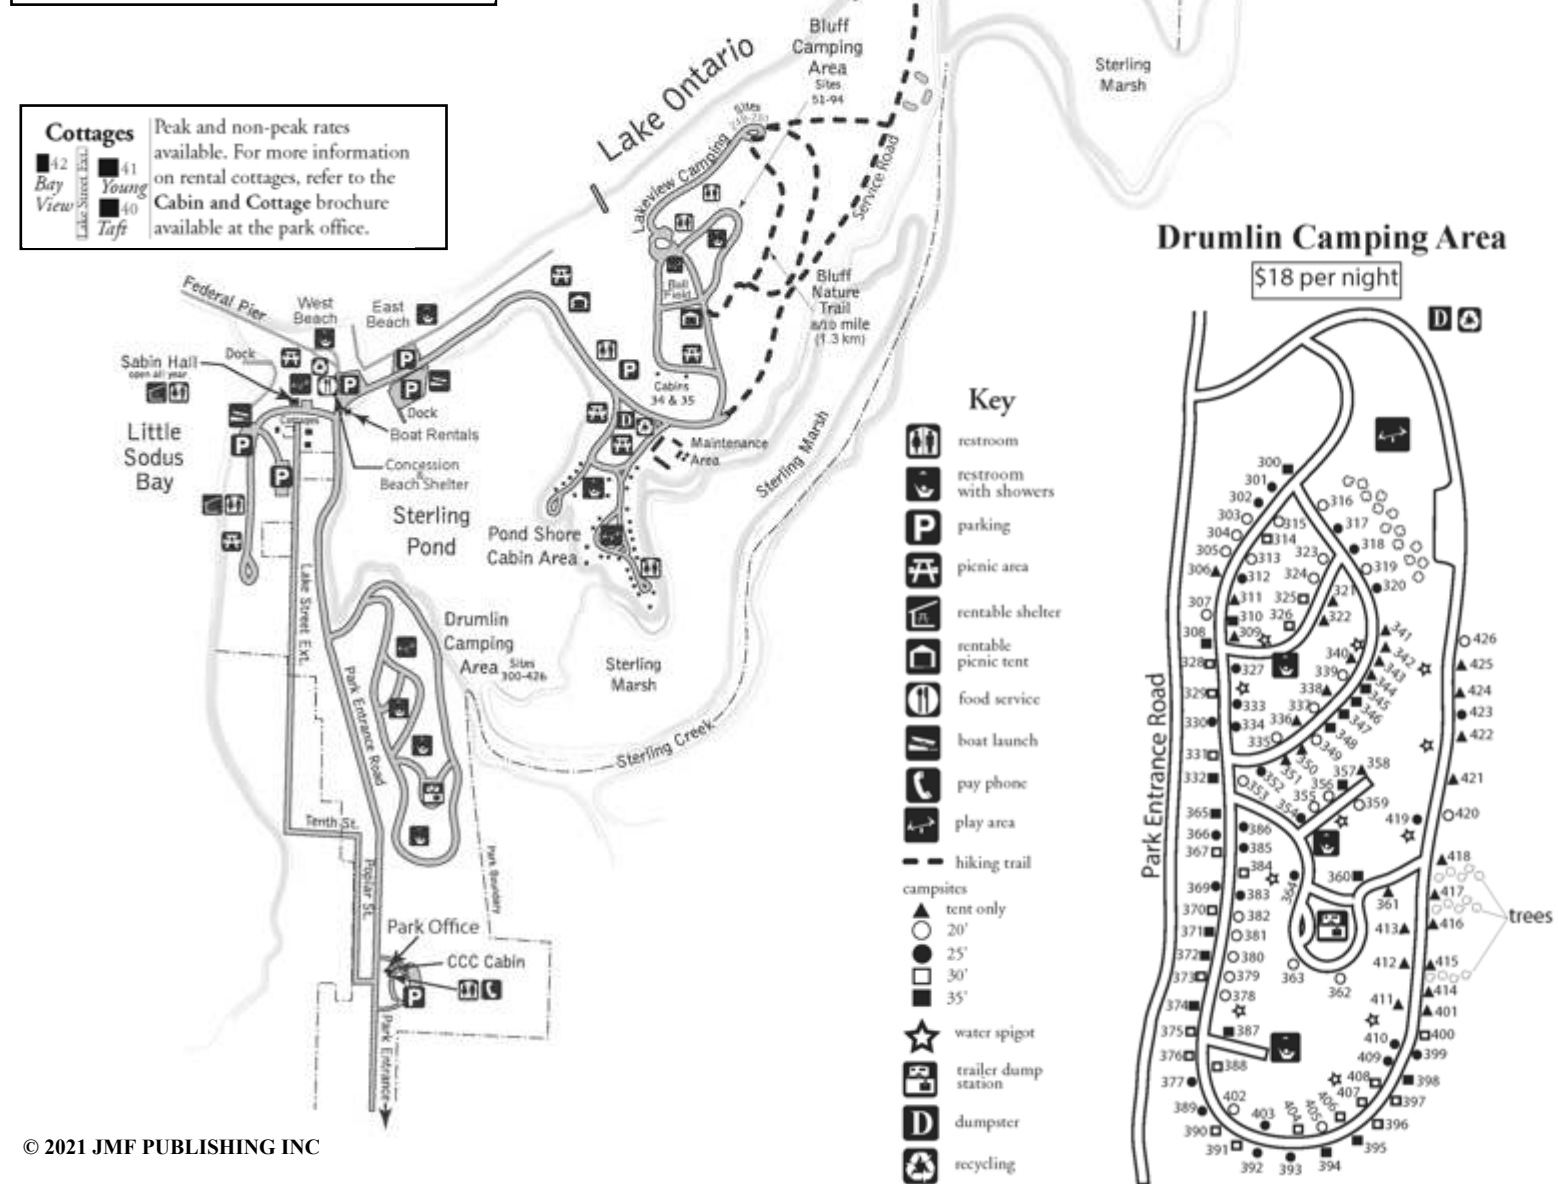 Cottages
42
Bay
View
Lake Street Ext.
41
Young
40
Taft
Peak and non-peak rates
available. For more information
on rental cottages, refer to the
Cabin and Cottage brochure
available at the park office.
Lake Ontario
Bluff
Camping
Area
Sites
51-94
Sites
Lakeview Camping
Service Road
Sterling
Marsh
Ball
Field
Bluff
Nature
Trail
8/10 mile
(1.3 km)
Cabins
34 & 35
Maintenance
Area
Sterling Marsh
Federal Pier
West
Beach
East
Beach
P
P
P
P
Sabin Hall
open all year
Dock
Dock
Boat Rentals
Cottages
Concession
&
Beach Shelter
Little
Sodus
Bay
P
P
D
Sterling
Pond
Pond Shore
Cabin Area
Drumlin
Camping
Area
Sites
300-426
Sterling
Marsh
Sterling Creek
Lake Street Ext.
Park Entrance Road
Tenth St.
Poplar St.
Park Boundary
Park Office
CCC Cabin
P
Park Entrance
© 2021 JMF PUBLISHING INC
Key
restroom
restroom
with showers
P
parking
picnic area
rentable shelter
rentable
picnic tent
food service
boat launch
pay phone
play area
hiking trail
campsites
tent only
20'
25'
30'
35'
water spigot
trailer dump
station
D
dumpster
recycling
Drumlin Camping Area
$18 per night
D
Park Entrance Road
trees
300
301
302
303
304
305
306
307
308
309
310
311
312
313
314
315
316
317
318
319
320
321
322
323
324
325
326
327
328
329
330
331
332
333
334
335
336
337
338
339
340
341
342
343
344
345
346
347
348
349
350
351
352
353
354
355
356
357
358
359
360
361
362
363
364
365
366
367
369
370
371
372
373
374
375
376
377
378
379
380
381
382
383
384
385
386
387
388
389
390
391
392
393
394
395
396
397
398
399
400
401
402
403
404
405
406
407
408
409
410
411
412
413
414
415
416
417
418
419
420
421
422
423
424
425
426